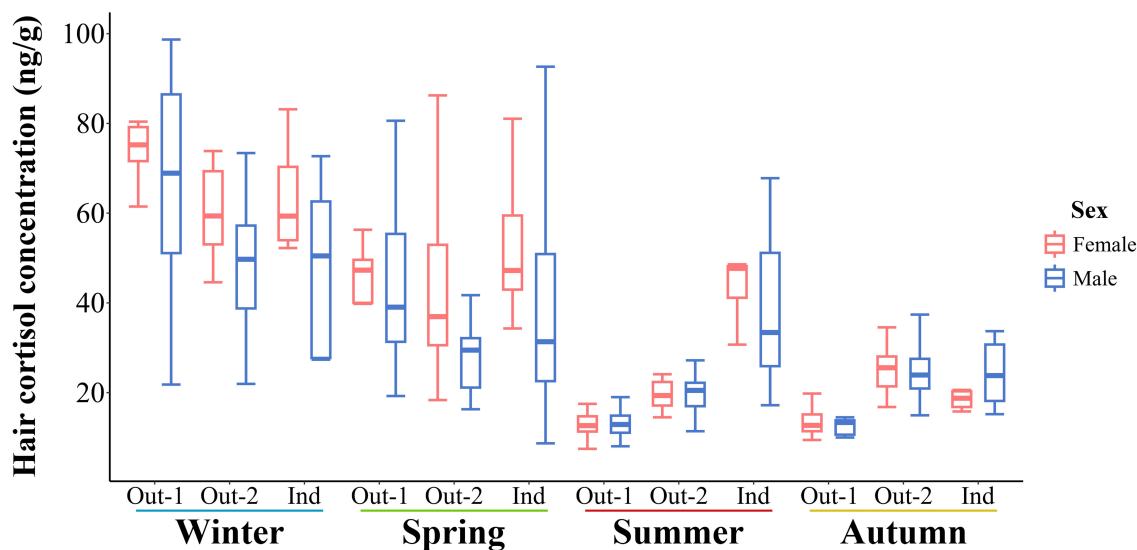 Hair cortisol concentration (ng/g)
100
80
60
40
20
Out-1 Out-2 Ind Out-1 Out-2 Ind Out-1 Out-2 Ind Out-1 Out-2 Ind
Winter Spring Summer Autumn
Sex
Female
Male